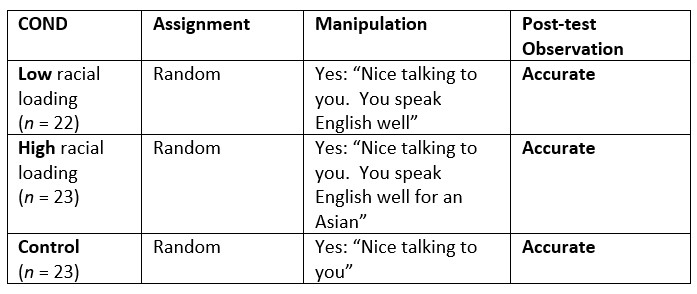 COND
Assignment
Manipulation
Post-test
Observation
Low racial
loading
(n = 22)
Random
Yes: “Nice talking to
you.  You speak
English well”
Accurate
High racial
loading
(n = 23)
Random
Yes: “Nice talking to
you.  You speak
English well for an
Asian”
Accurate
Control
(n = 23)
Random
Yes: “Nice talking to
you”
Accurate